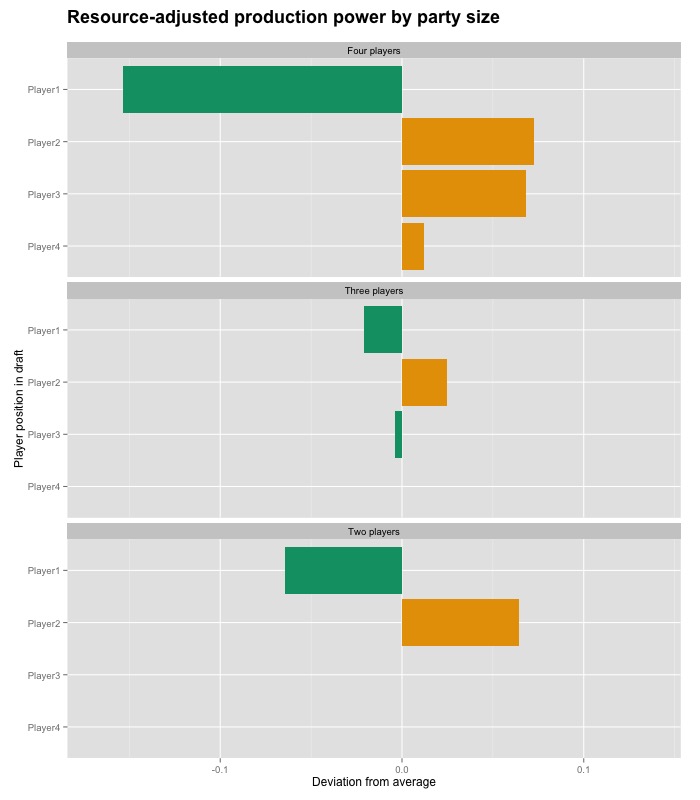 Resource-adjusted production power by party size
Four players
Player1
Player2
Player3
Player4
Three players
Player1
Player2
Player3
Player4
Two players
Player1
Player2
Player3
Player4
Player position in draft
-0.1 0.0 0.1
Deviation from average